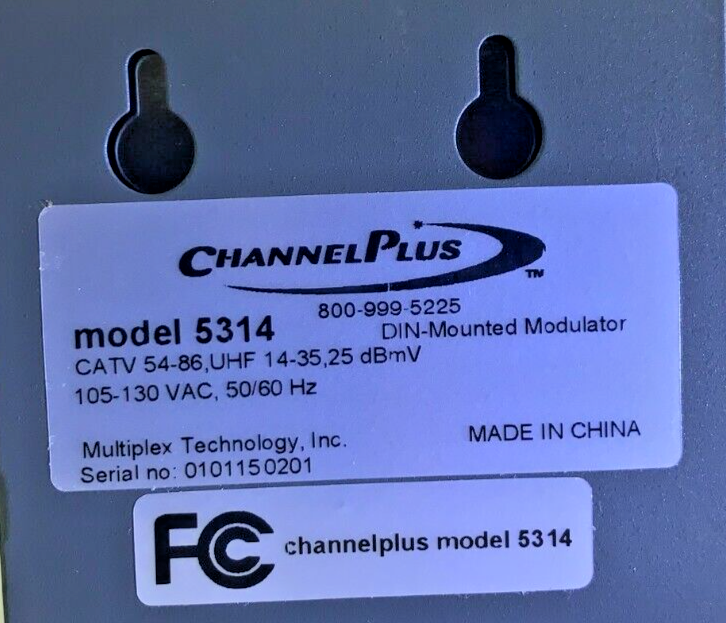 CHANNELPLUS
TM
800-999-5225
model 5314 DIN-Mounted Modulator
CATV 54-86,UHF 14-35,25 dBmV
105-130 VAC, 50/60 Hz
Multiplex Technology, Inc. MADE IN CHINA
Serial no: 0101150201
FC channelplus model 5314